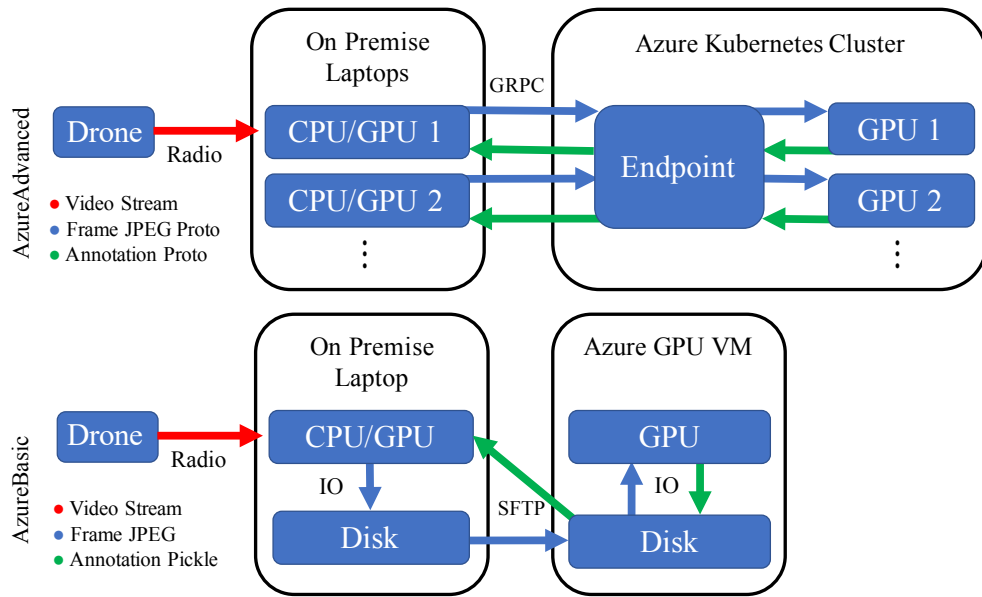 AzureAdvanced
On Premise
Laptops
Azure Kubernetes Cluster
GRPC
Drone
Radio
CPU/GPU 1
CPU/GPU 2
Endpoint
GPU 1
GPU 2
Video Stream
Frame JPEG Proto
Annotation Proto
AzureBasic
On Premise
Laptop
Azure GPU VM
Drone
Radio
CPU/GPU
IO
Disk
SFTP
GPU
IO
Disk
Video Stream
Frame JPEG
Annotation Pickle